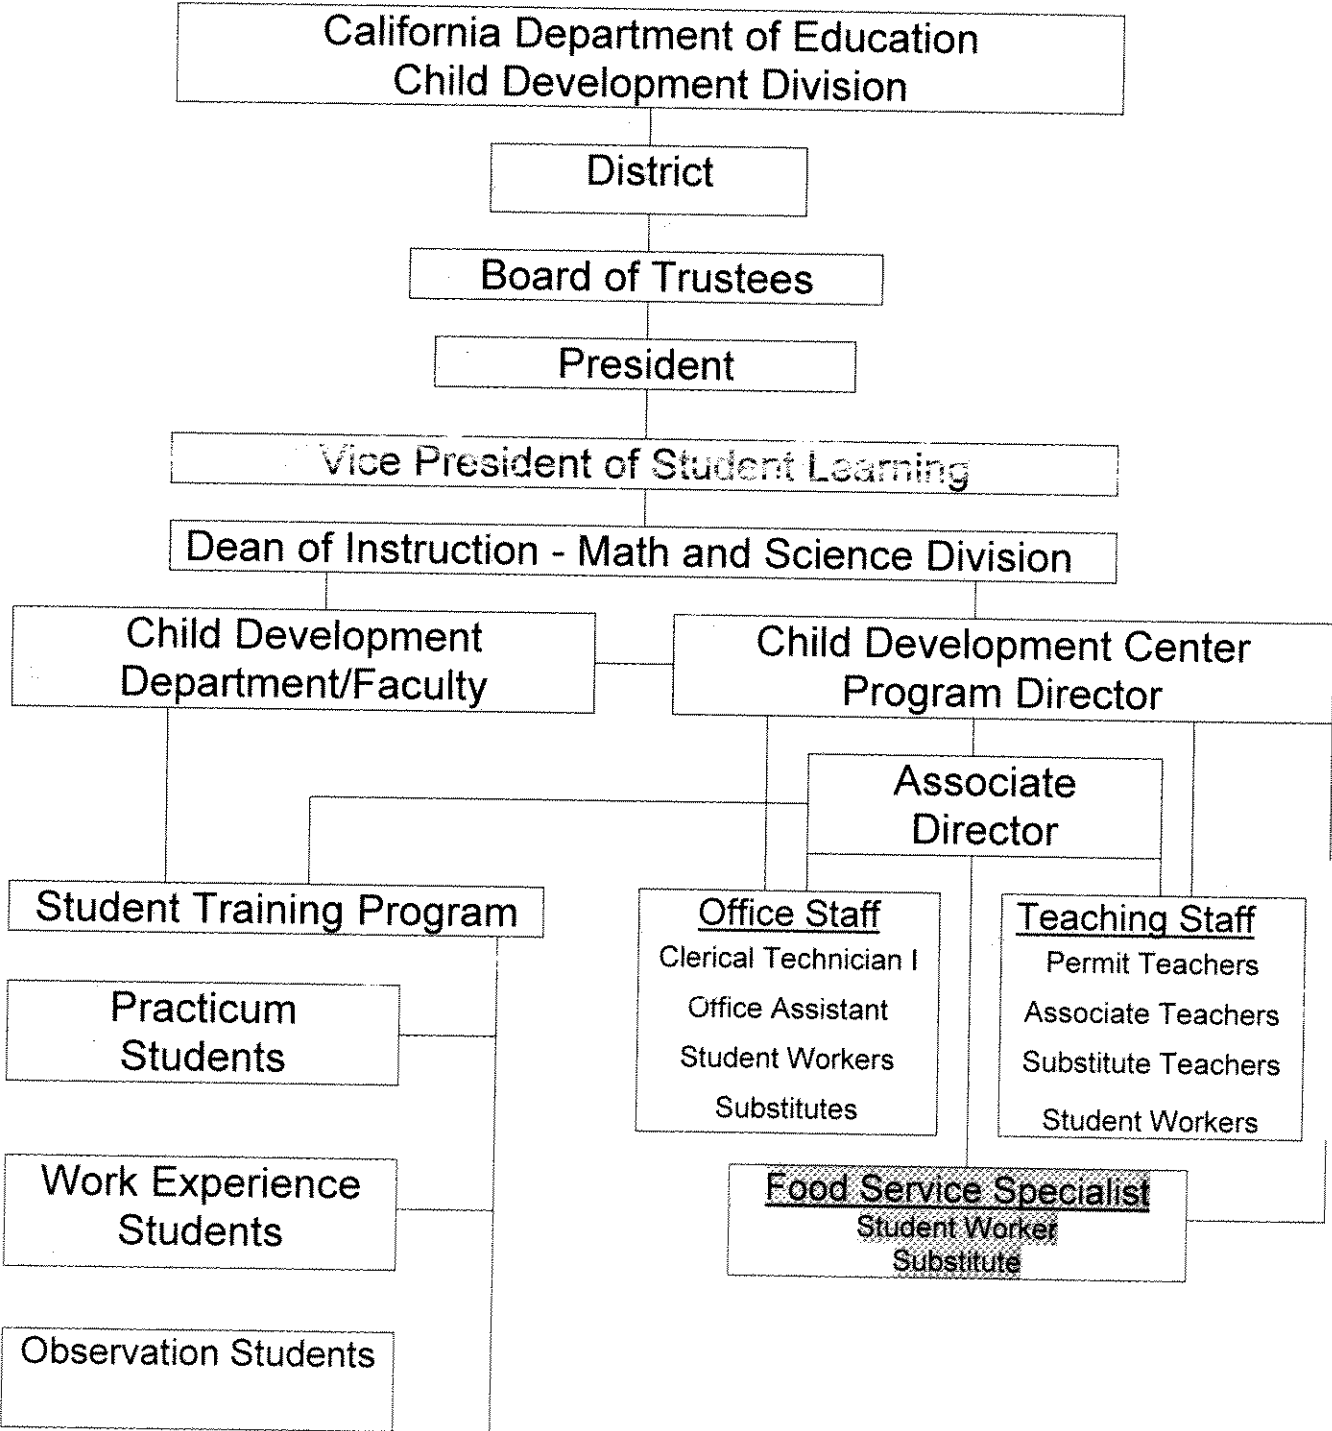 California Department of Education
Child Development Division
District
Board of Trustees
President
Vice President of Student Learning
Dean of Instruction - Math and Science Division
Child Development
Department/Faculty
Child Development Center
Program Director
Associate
Director
Student Training Program
Office Staff
Clerical Technician I
Office Assistant
Student Workers
Substitutes
Teaching Staff
Permit Teachers
Associate Teachers
Substitute Teachers
Student Workers
Practicum
Students
Work Experience
Students
Food Service Specialist
Student Worker
Substitute
Observation Students